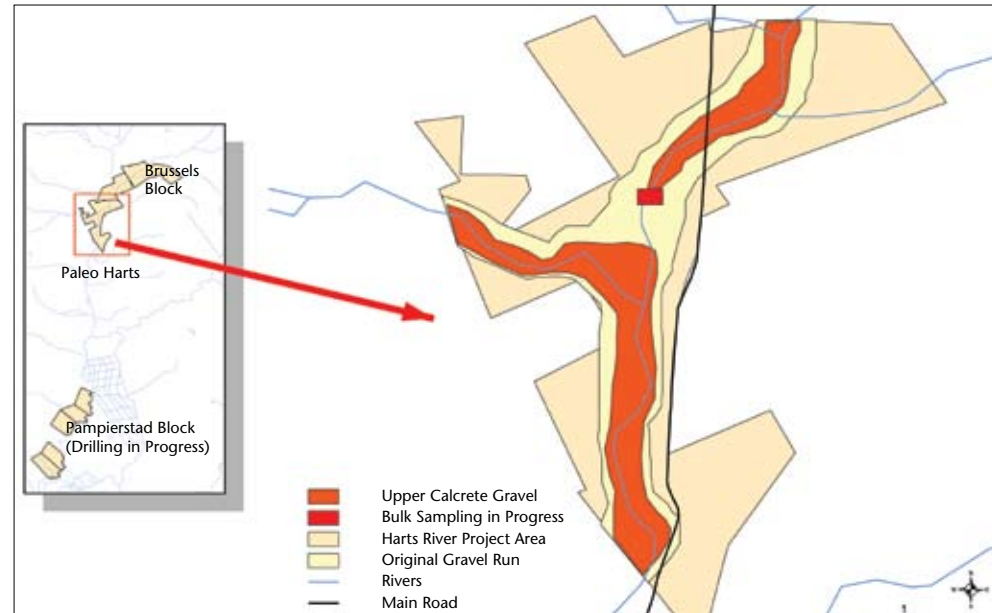 Brussels
Block
Paleo Harts
Pampierstad Block
(Drilling in Progress)
Upper Calcrete Gravel
Bulk Sampling in Progress
Harts River Project Area
Original Gravel Run
Rivers
Main Road
1